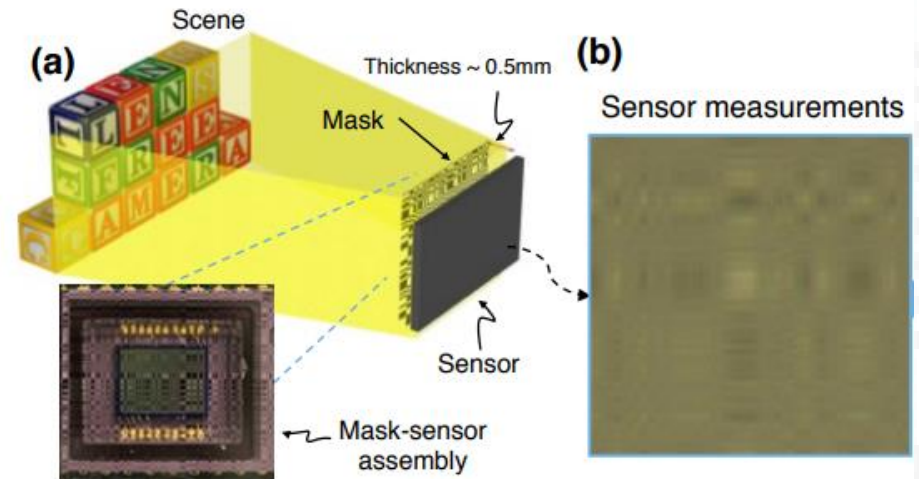 Scene
(a)
Thickness ~ 0.5mm
Mask
LENS
FREE
CAMERA
Sensor
Mask-sensor
assembly
(b)
Sensor measurements